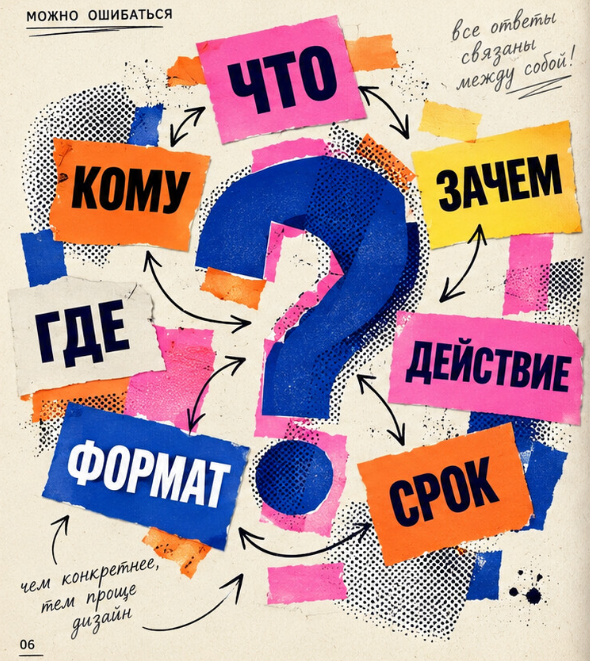 МОЖНО ОШИБАТЬСЯ
все ответы
связаны
между собой!
ЧТО
КОМУ
ЗАЧЕМ
ГДЕ
ДЕЙСТВИЕ
ФОРМАТ
СРОК
чем конкретнее,
тем проще
дизайн
06